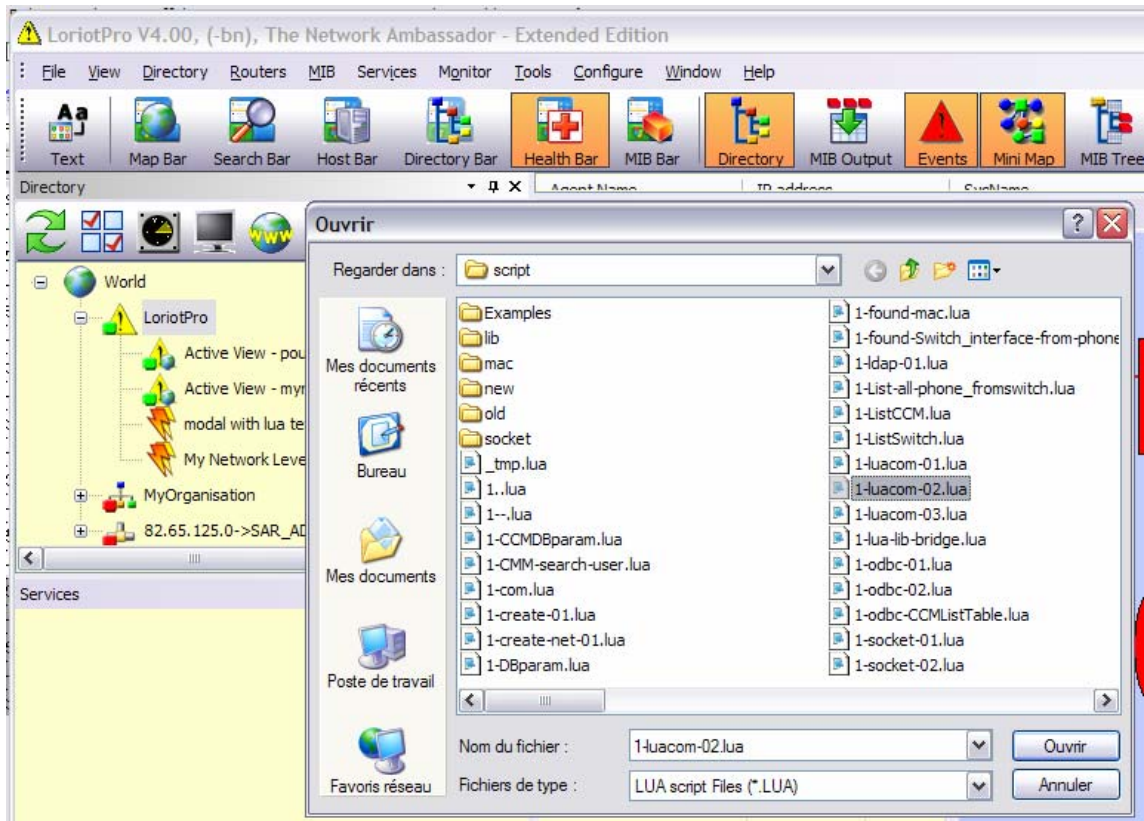 LoriotPro V4.00, (-bn), The Network Ambassador - Extended Edition
File View Directory Routers MIB Services Monitor Tools Configure Window Help
Text Map Bar Search Bar Host Bar Directory Bar Health Bar MIB Bar Directory MIB Output Events Mini Map MIB Tree
Directory
Agent Name IP address SysName
www
World
LoriotPro
Active View - pou
Active View - myr
modal with lua te
My Network Leve
MyOrganisation
82.65.125.0->SAR_AD
Services
Ouvrir
Regarder dans : script
Mes documents récents
Bureau
Mes documents
Poste de travail
Favoris réseau
Examples
lib
mac
new
old
socket
_tmp.lua
1..lua
1--.lua
1-CCMDBparam.lua
1-CMM-search-user.lua
1-com.lua
1-create-01.lua
1-create-net-01.lua
1-DBparam.lua
1-found-mac.lua
1-found-Switch_interface-from-phone
1-ldap-01.lua
1-List-all-phone_fromswitch.lua
1-ListCCM.lua
1-ListSwitch.lua
1-luacom-01.lua
1-luacom-02.lua
1-luacom-03.lua
1-lua-lib-bridge.lua
1-odbc-01.lua
1-odbc-02.lua
1-odbc-CCMListTable.lua
1-socket-01.lua
1-socket-02.lua
Nom du fichier : 1-luacom-02.lua Ouvrir
Fichiers de type : LUA script Files (*.LUA) Annuler